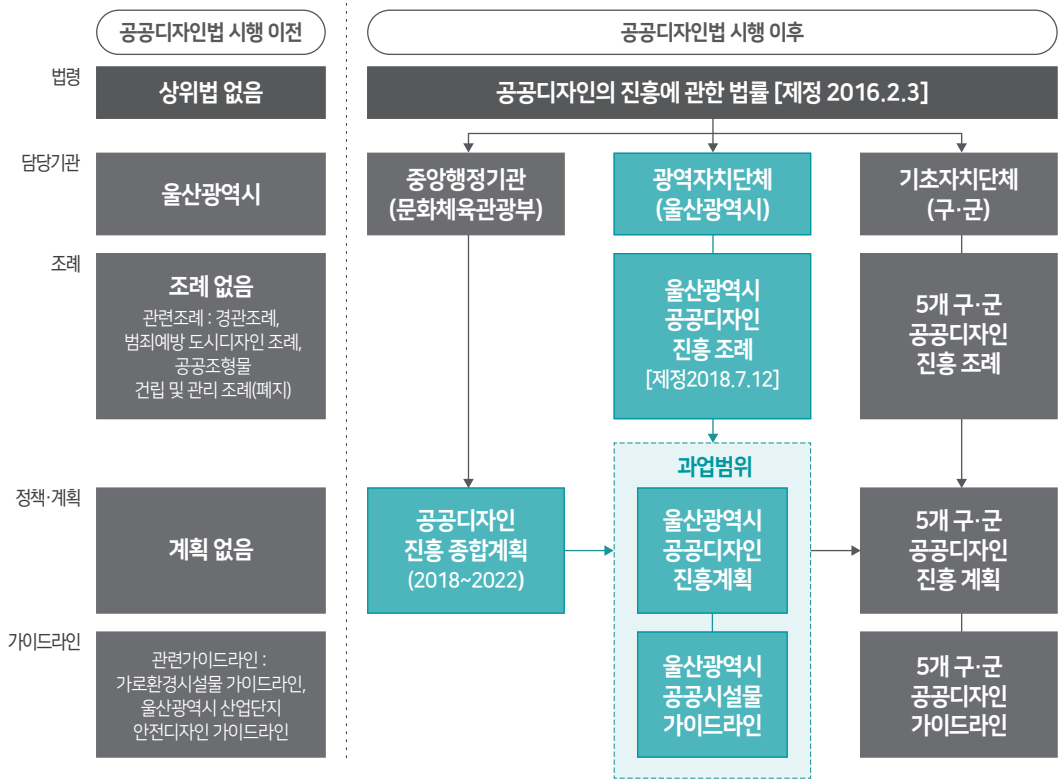 공공디자인법 시행 이전
공공디자인법 시행 이후
법령
상위법 없음
공공디자인의 진흥에 관한 법률 [제정 2016.2.3]
담당기관
울산광역시
중앙행정기관
(문화체육관광부)
광역자치단체
(울산광역시)
기초자치단체
(구·군)
조례
조례 없음
관련조례 : 경관조례,
범죄예방 도시디자인 조례,
공공조형물
건립 및 관리 조례(폐지)
울산광역시
공공디자인
진흥 조례
[제정2018.7.12]
5개 구·군
공공디자인
진흥 조례
과업범위
정책·계획
계획 없음
공공디자인
진흥 종합계획
(2018~2022)
울산광역시
공공디자인
진흥계획
5개 구·군
공공디자인
진흥 계획
가이드라인
관련가이드라인 :
가로환경시설물 가이드라인,
울산광역시 산업단지
안전디자인 가이드라인
울산광역시
공공시설물
가이드라인
5개 구·군
공공디자인
가이드라인